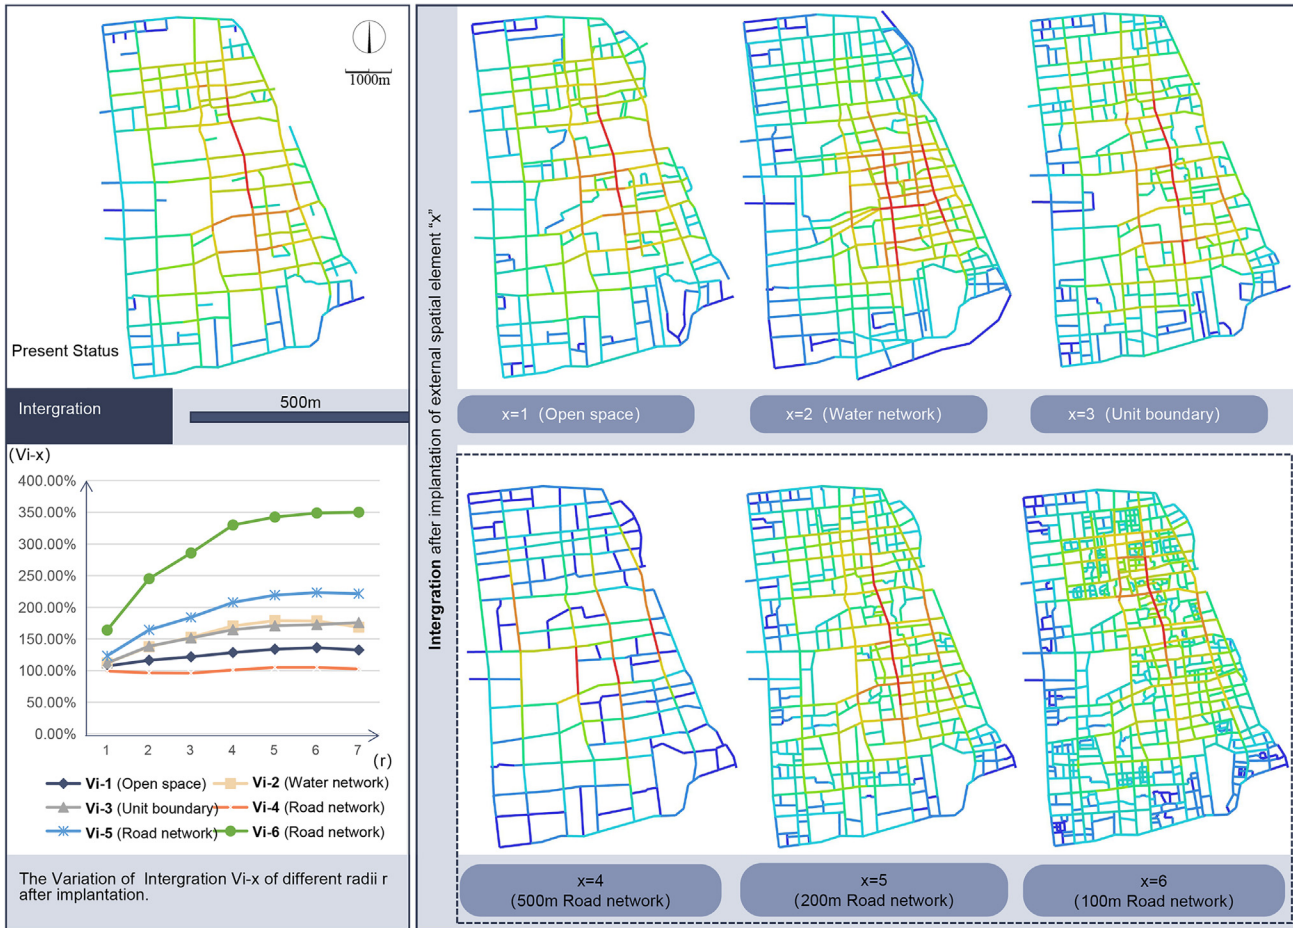 1000m
Present Status
Intergration
500m
(Vi-x)
400.00%
350.00%
300.00%
250.00%
200.00%
150.00%
100.00%
50.00%
0.00%
1 2 3 4 5 6 7
(r)
Vi-1 (Open space)
Vi-2 (Water network)
Vi-3 (Unit boundary)
Vi-4 (Road network)
Vi-5 (Road network)
Vi-6 (Road network)
The Variation of Intergration Vi-x of different radii r
after implantation.
Intergration after implantation of external spatial element "x"
x=1 (Open space)
x=2 (Water network)
x=3 (Unit boundary)
x=4
(500m Road network)
x=5
(200m Road network)
x=6
(100m Road network)